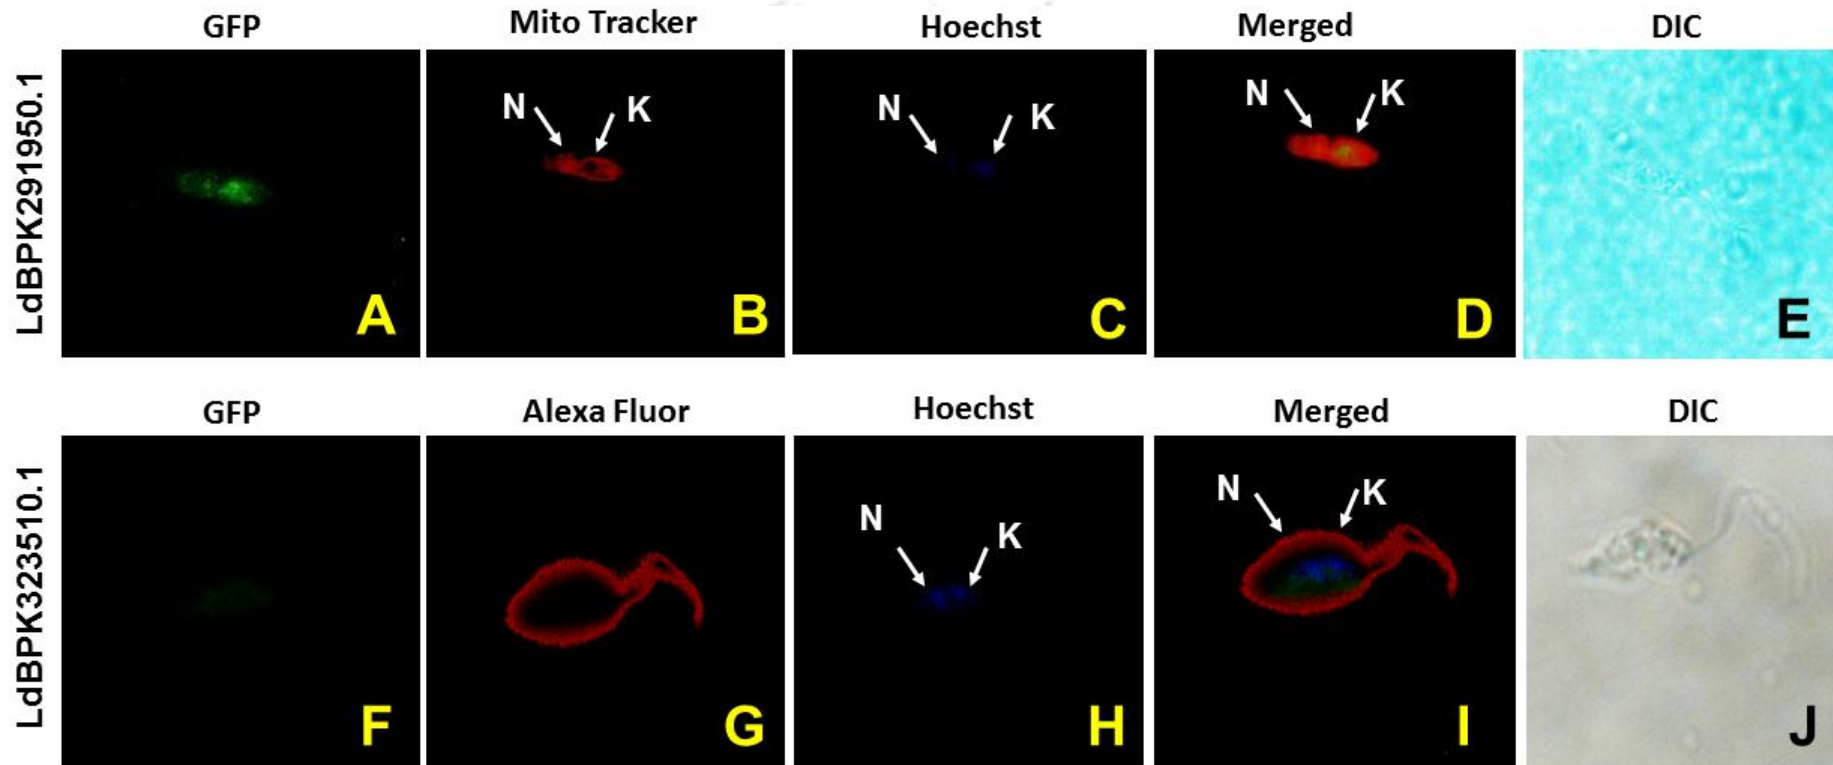 GFP Mito Tracker Hoechst Merged DIC
LdBPK291950.1
N K N K N K
A B C D E
GFP Alexa Fluor Hoechst Merged DIC
LdBPK323510.1
N K N K
F G H I J